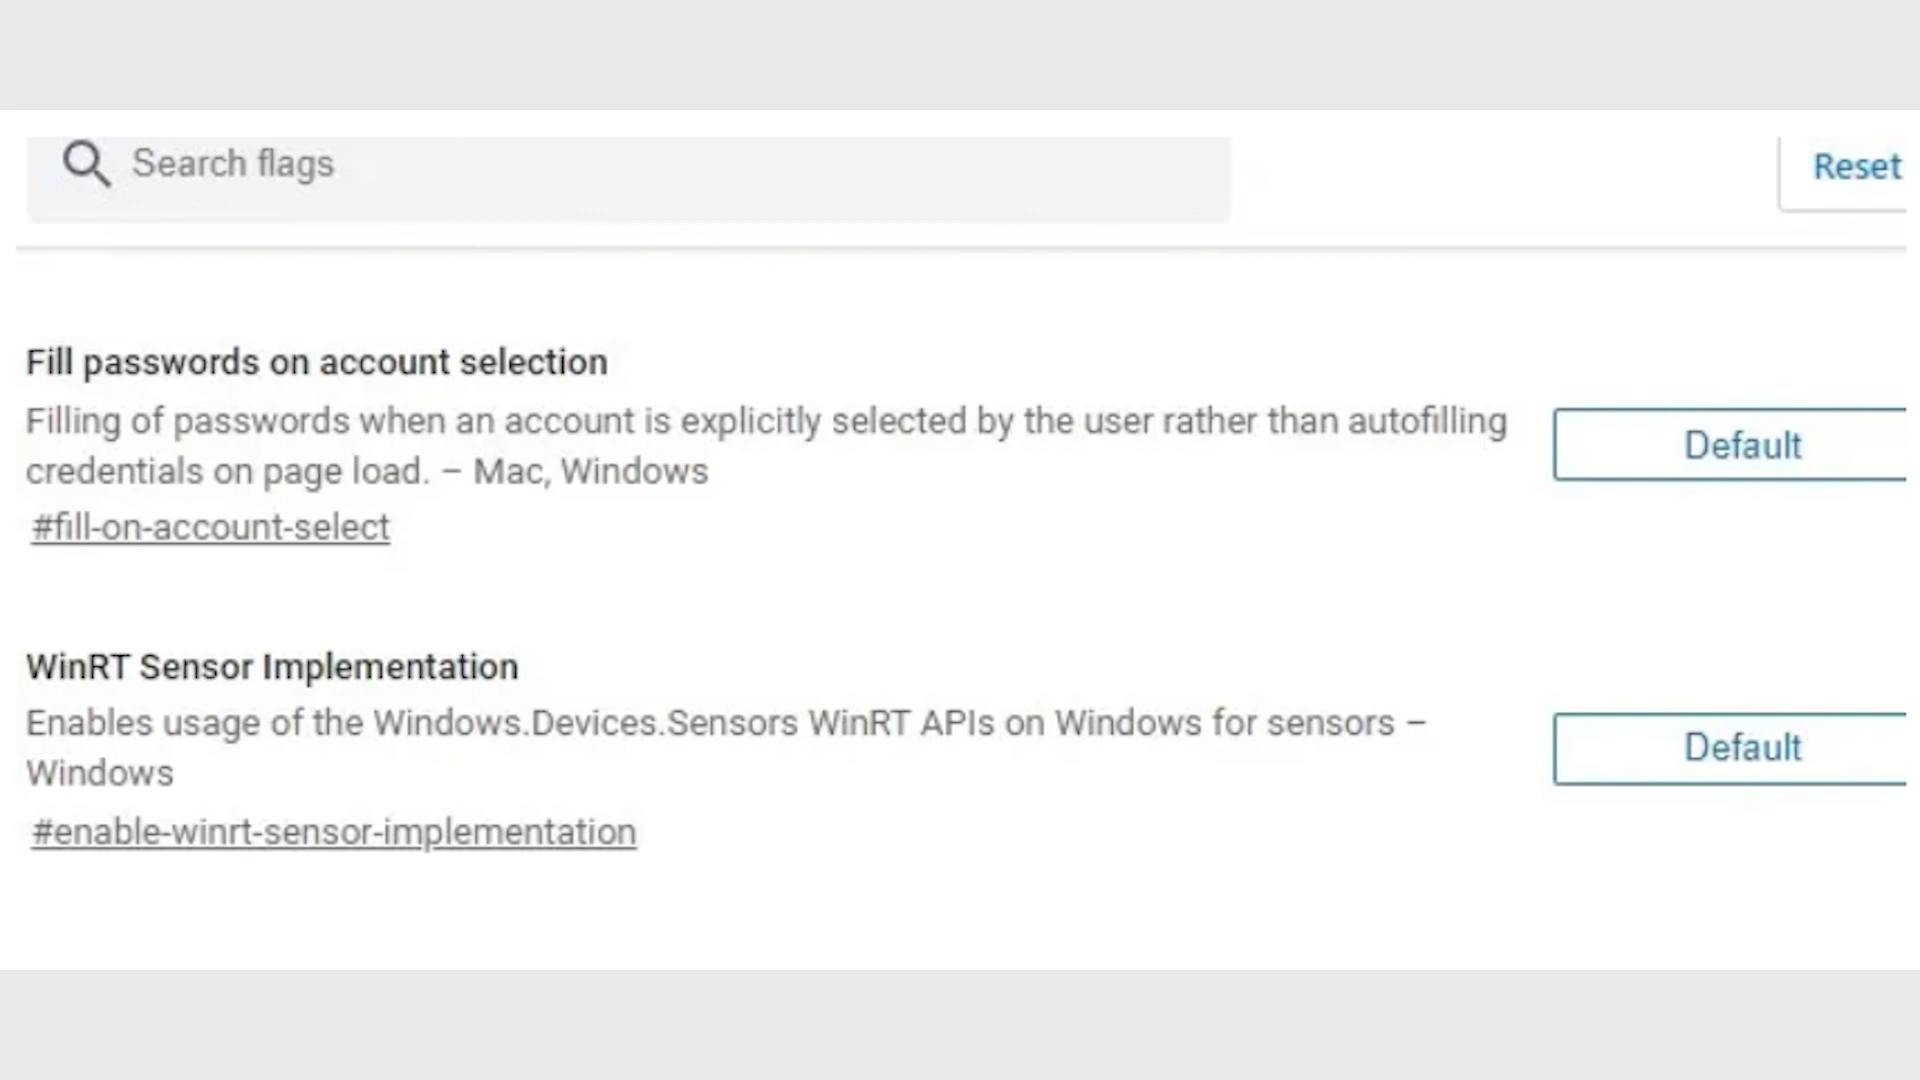 Search flags
Reset
Fill passwords on account selection
Filling of passwords when an account is explicitly selected by the user rather than autofilling
credentials on page load. – Mac, Windows
Default
#fill-on-account-select
WinRT Sensor Implementation
Enables usage of the Windows.Devices.Sensors WinRT APIs on Windows for sensors –
Windows
Default
#enable-winrt-sensor-implementation